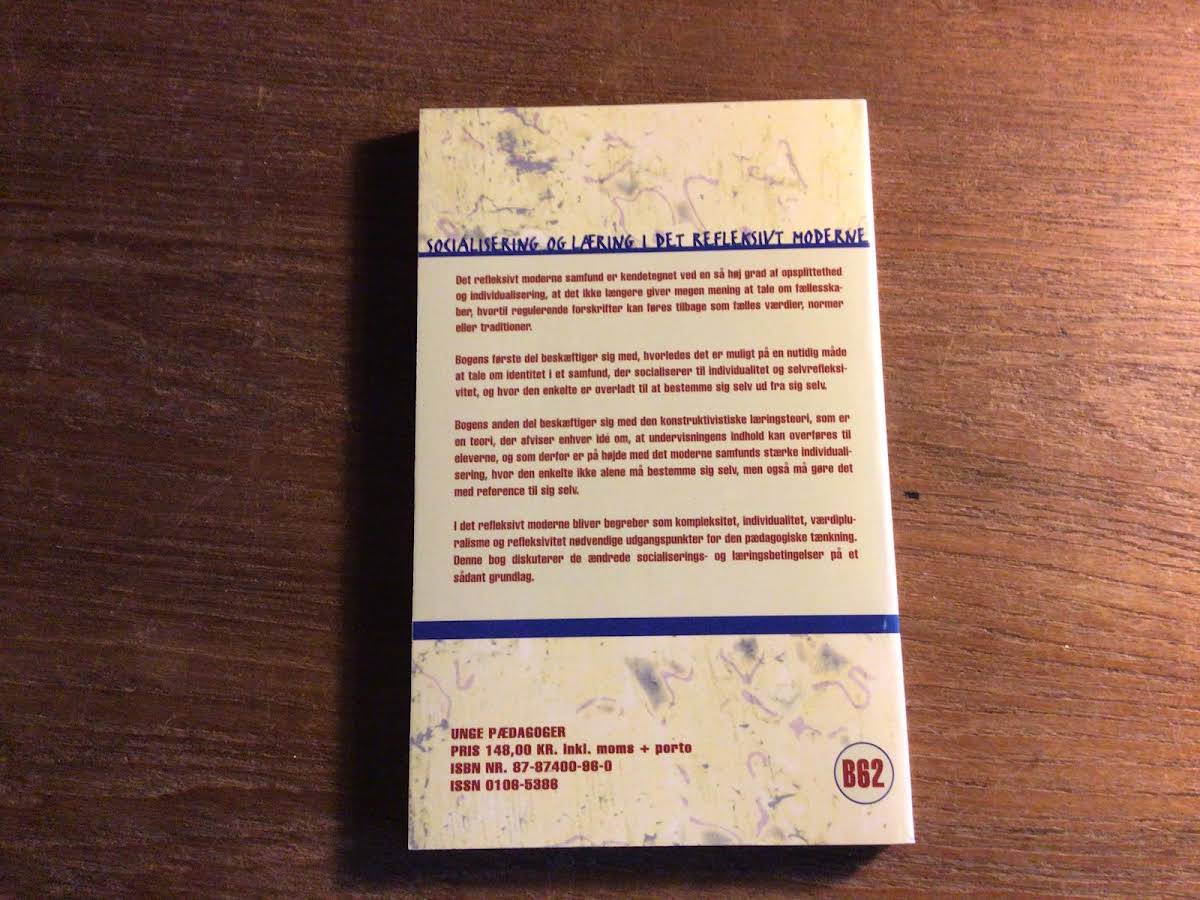 SOCIALISERING OG LÆRING I DET REFLEKSIVT MODERNE
Det refleksivt moderne samfund er kendetegnet ved en så høj grad af opsplittethed
og individualisering, at det ikke længere giver megen mening at tale om fællesska-
ber, hvortil regulerende forskrifter kan føres tilbage som fælles værdier, normer
eller traditioner.
Bogens første del beskæftiger sig med, hvorledes det er muligt på en nutidig måde
at tale om identitet i et samfund, der socialiserer til individualitet og selvrefleksi-
vitet, og hvor den enkelte er overladt til at bestemme sig selv ud fra sig selv.
Bogens anden del beskæftiger sig med den konstruktivistiske læringsteori, som er
en teori, der afviser enhver idé om, at undervisningens indhold kan overføres til
eleverne, og som derfor er på højde med det moderne samfunds stærke individuali-
sering, hvor den enkelte ikke alene må bestemme sig selv, men også må gøre det
med reference til sig selv.
I det refleksivt moderne bliver begreber som kompleksitet, individualitet, værdiplu-
ralisme og refleksivitet nødvendige udgangspunkter for den pædagogiske tænkning.
Denne bog diskuterer de ændrede socialiserings- og læringsbetingelser på et
sådant grundlag.
UNGE PÆDAGOGER
PRIS 148,00 KR. inkl. moms + porto
ISBN NR. 87-87400-96-0
ISSN 0106-5386
B62